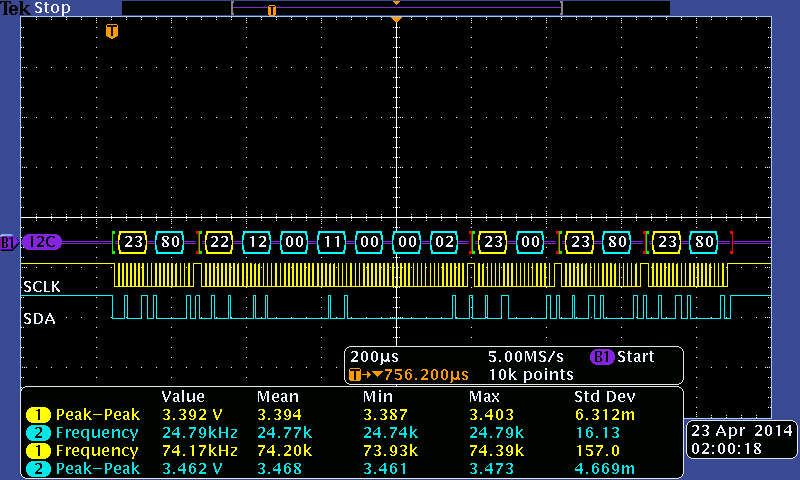 Tek Stop
T
T
B1 I2C 23 80 22 12 00 11 00 00 02 23 00 23 80 23 80
SCLK
SDA
200µs 5.00MS/s B1 Start
T→▼756.200µs 10k points
Value Mean Min Max Std Dev
1 Peak–Peak 3.392 V 3.394 3.387 3.403 6.312m
2 Frequency 24.79kHz 24.77k 24.74k 24.79k 16.13
1 Frequency 74.17kHz 74.20k 73.93k 74.39k 157.0
2 Peak–Peak 3.462 V 3.468 3.461 3.473 4.669m
23 Apr 2014
02:00:18